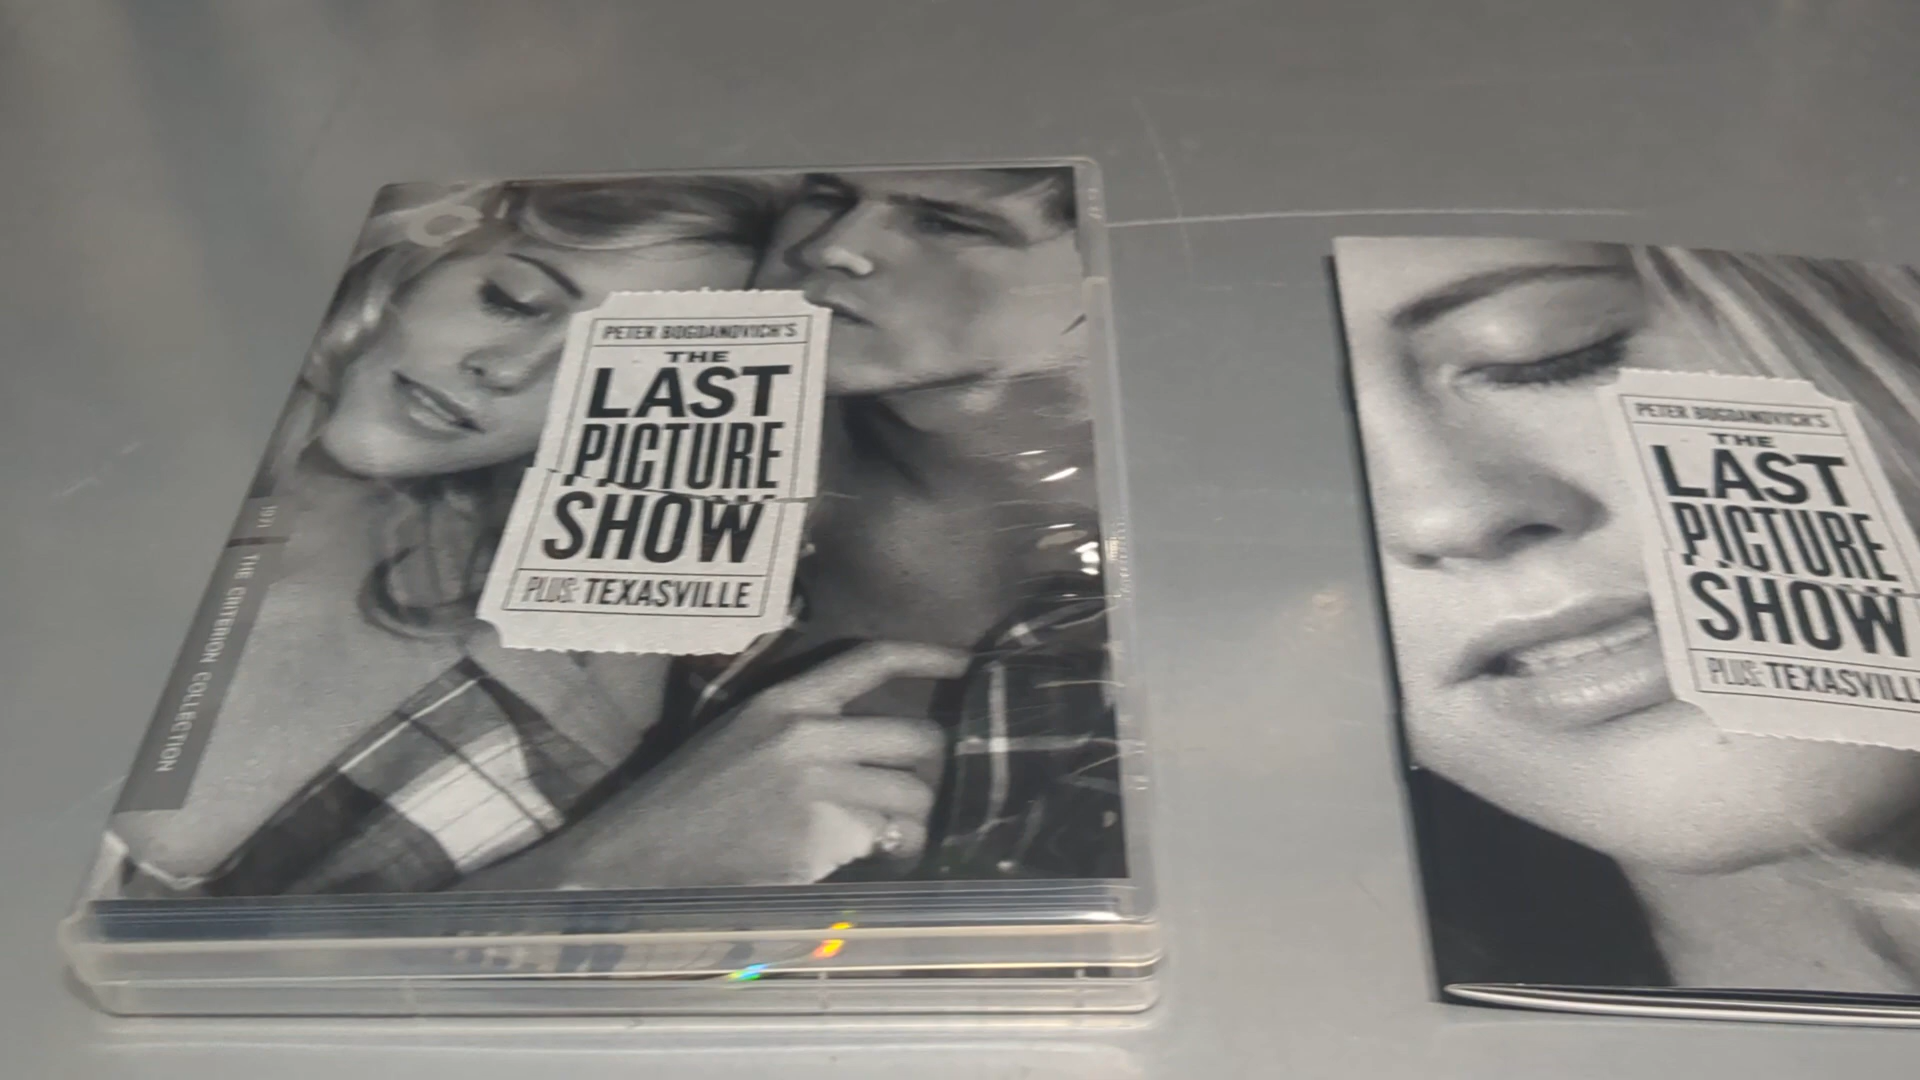 PETER BOGDANOVICH'S
THE
LAST
PICTURE
SHOW
PLUS: TEXASVILLE
1971
THE CRITERION COLLECTION
PETER BOGDANOVICH'S
THE
LAST
PICTURE
SHOW
PLUS: TEXASVILLE